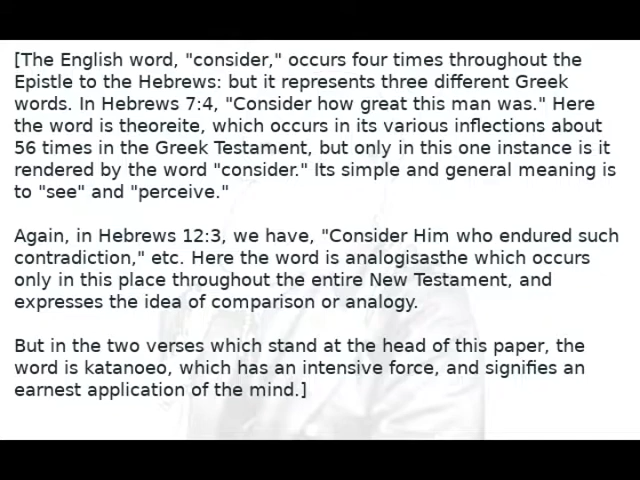 [The English word, "consider," occurs four times throughout the
Epistle to the Hebrews: but it represents three different Greek
words. In Hebrews 7:4, "Consider how great this man was." Here
the word is theoreite, which occurs in its various inflections about
56 times in the Greek Testament, but only in this one instance is it
rendered by the word "consider." Its simple and general meaning is
to "see" and "perceive."
Again, in Hebrews 12:3, we have, "Consider Him who endured such
contradiction," etc. Here the word is analogisasthe which occurs
only in this place throughout the entire New Testament, and
expresses the idea of comparison or analogy.
But in the two verses which stand at the head of this paper, the
word is katanoeo, which has an intensive force, and signifies an
earnest application of the mind.]